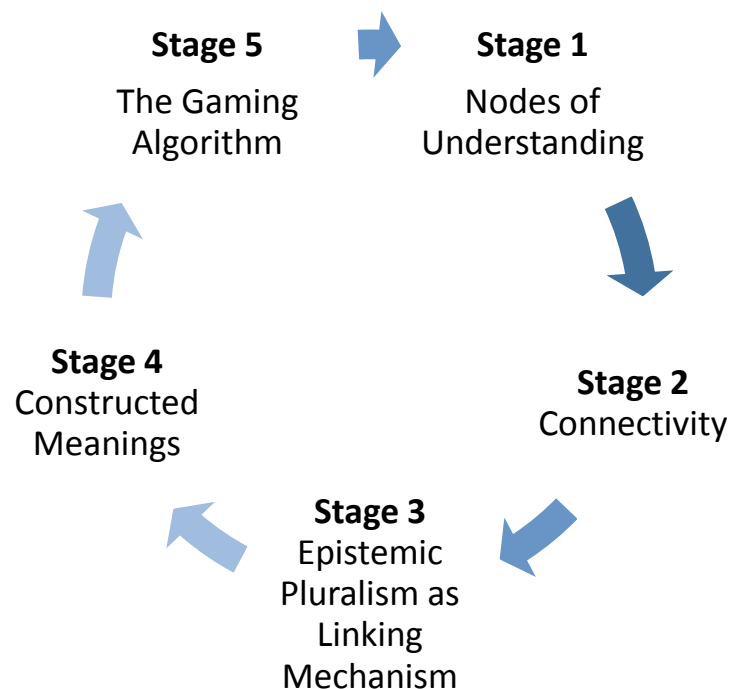 Stage 1
Nodes of
Understanding
Stage 2
Connectivity
Stage 3
Epistemic
Pluralism as
Linking
Mechanism
Stage 4
Constructed
Meanings
Stage 5
The Gaming
Algorithm